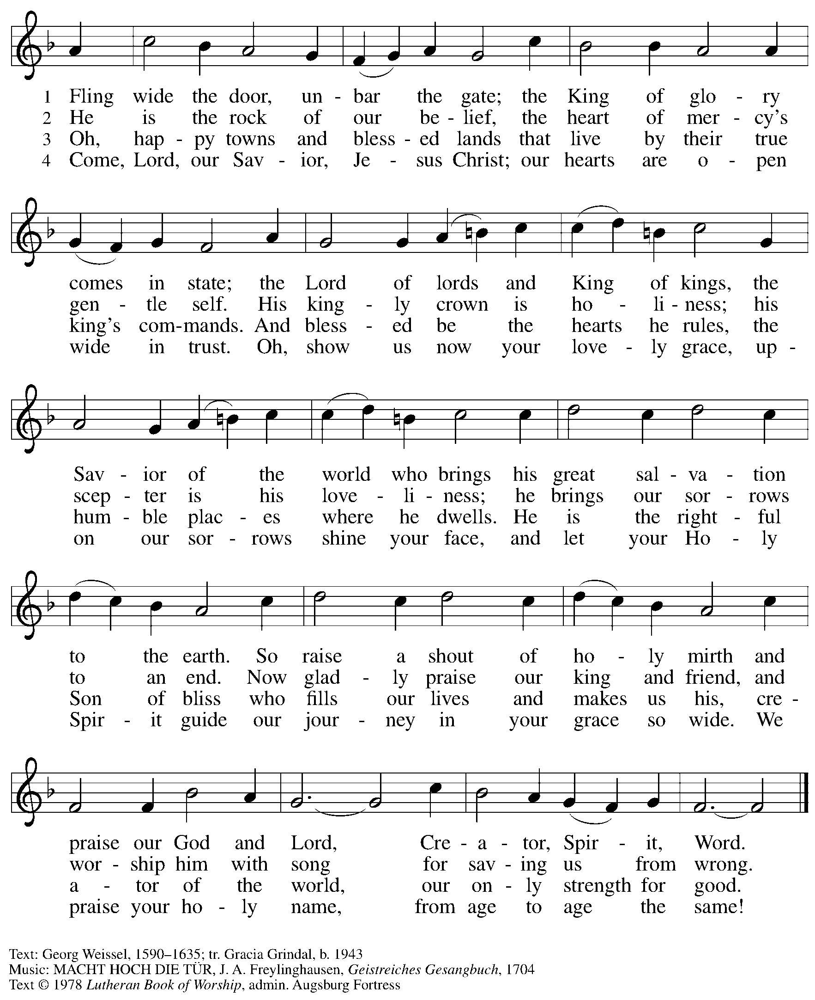 1 Fling wide the door, un - bar the gate; the King of glo - ry
2 He is the rock of our be - lief, the heart of mer - cy's
3 Oh, hap - py towns and bless - ed lands that live by their true
4 Come, Lord, our Sav - ior, Je - sus Christ; our hearts are o - pen
comes in state; the Lord of lords and King of kings, the
gen - tle self. His king - ly crown is ho - li - ness; his
king's com - mands. And bless - ed be the hearts he rules, the
wide in trust. Oh, show us now your love - ly grace, up -
Sav - ior of the world who brings his great sal - va - tion
scep - ter is his love - li - ness; he brings our sor - rows
hum - ble plac - es where he dwells. He is the right - ful
on our sor - rows shine your face, and let your Ho - ly
to the earth. So raise a shout of ho - ly mirth and
to an end. Now glad - ly praise our king and friend, and
Son of bliss who fills our lives and makes us his, cre -
Spir - it guide our jour - ney in your grace so wide. We
praise our God and Lord, Cre - a - tor, Spir - it, Word.
wor - ship him with song for sav - ing us from wrong.
a - tor of the world, our on - ly strength for good.
praise your ho - ly name, from age to age the same!
Text: Georg Weissel, 1590–1635; tr. Gracia Grindal, b. 1943
Music: MACHT HOCH DIE TÜR, J. A. Freylinghausen, Geistreiches Gesangbuch, 1704
Text © 1978 Lutheran Book of Worship, admin. Augsburg Fortress